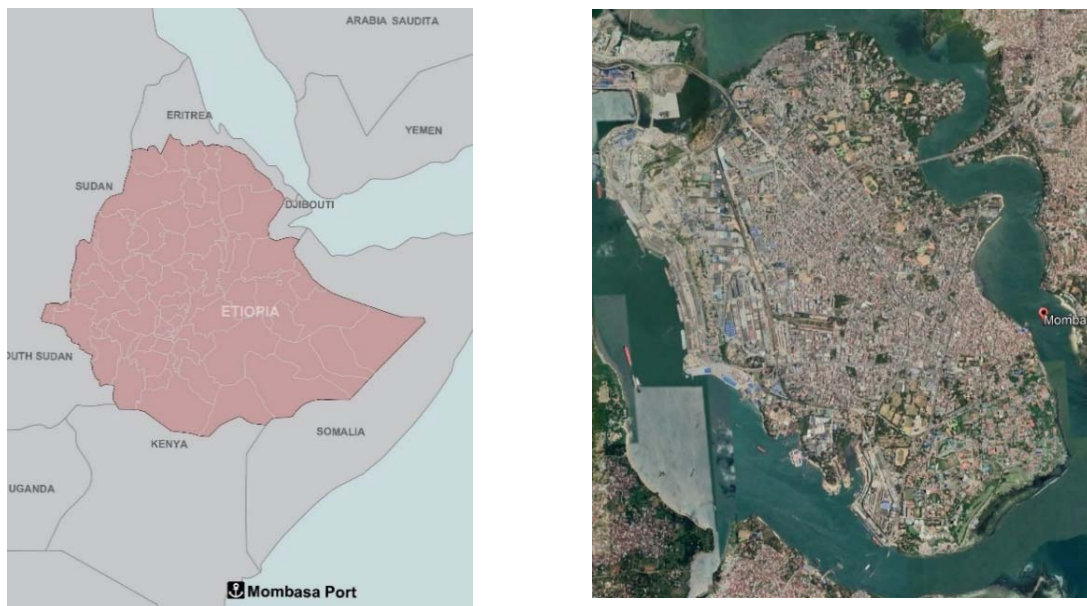 ARABIA SAUDITA
ERITREA
YEMEN
SUDAN
DJIBOUTI
ETIOPIA
OUTH SUDAN
SOMALIA
KENYA
UGANDA
Mombasa Port
Momba